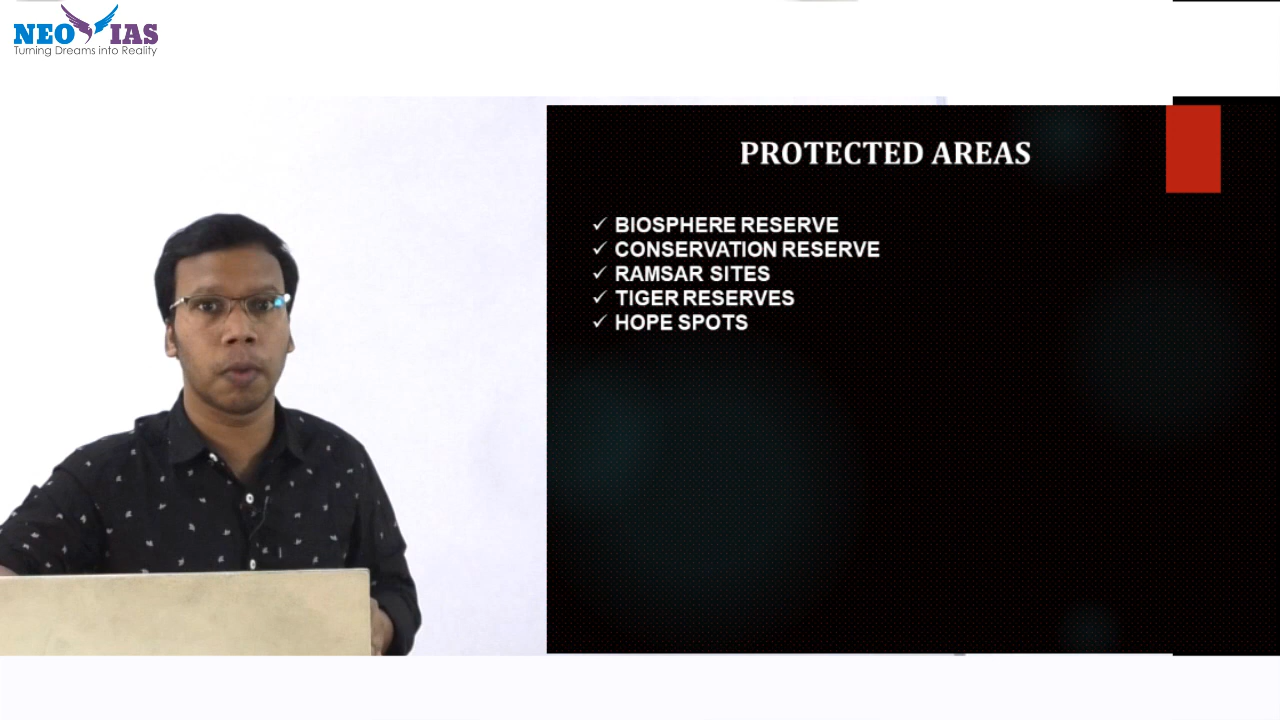 NEO IAS
Turning Dreams into Reality
PROTECTED AREAS
✓ BIOSPHERE RESERVE
✓ CONSERVATION RESERVE
✓ RAMSAR SITES
✓ TIGER RESERVES
✓ HOPE SPOTS